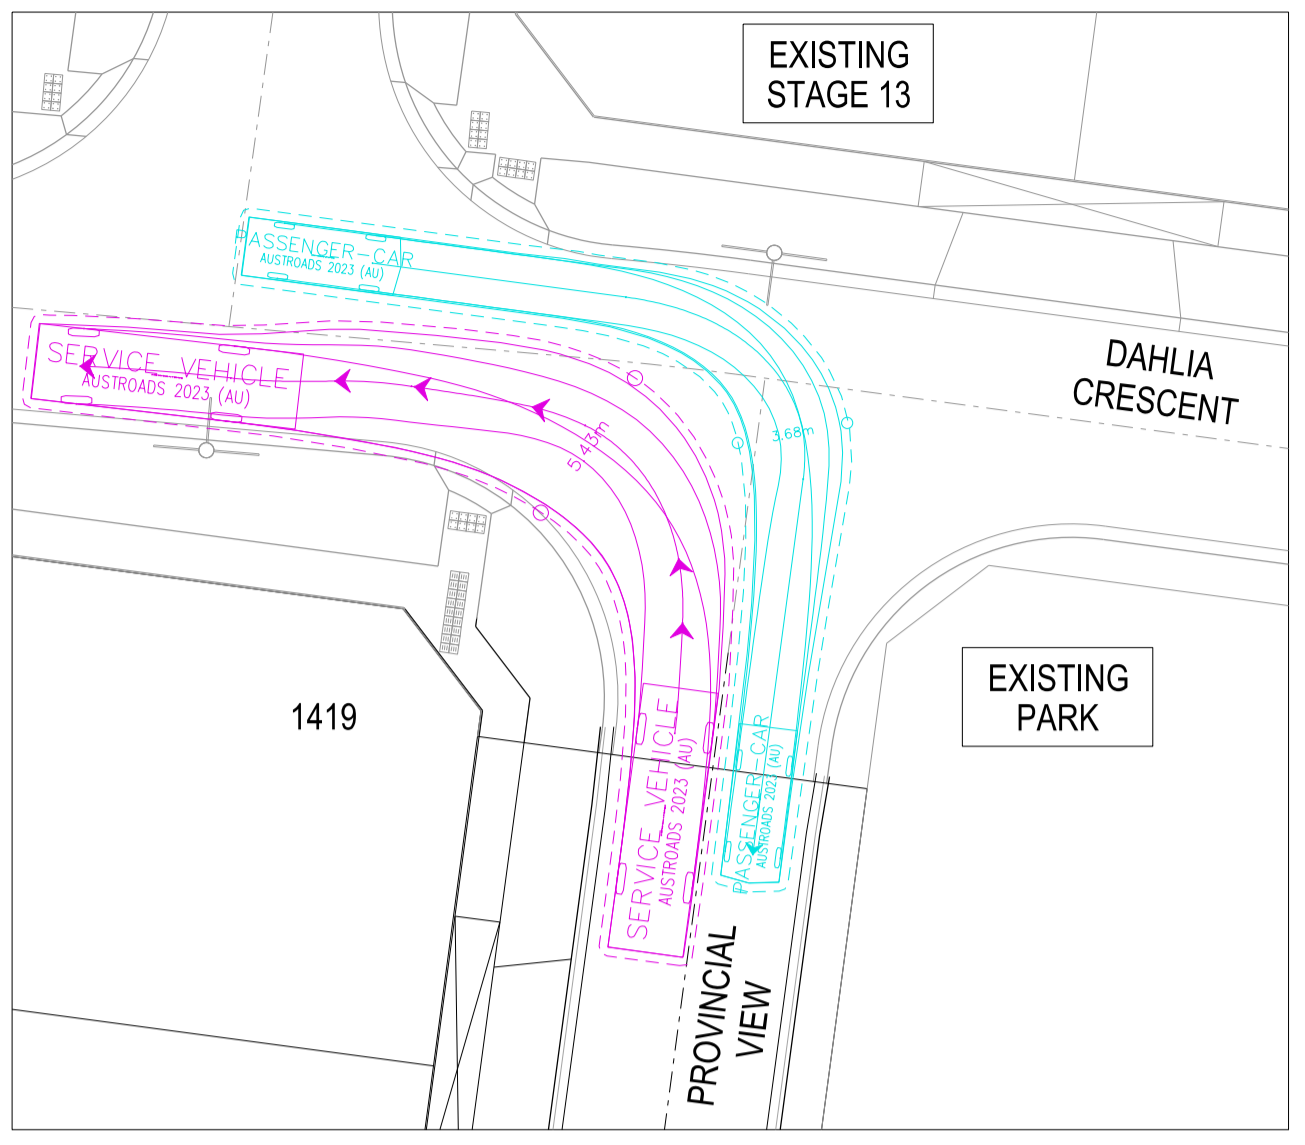 EXISTING
STAGE 13
PASSENGER-CAR
AUSTROADS 2023 (AU)
SERVICE VEHICLE
AUSTROADS 2023 (AU)
DAHLIA
CRESCENT
5.43m
3.68m
EXISTING
PARK
1419
SERVICE VEHICLE
AUSTROADS 2023 (AU)
PASSENGER-CAR
AUSTROADS 2023 (AU)
PROVINCIAL
VIEW